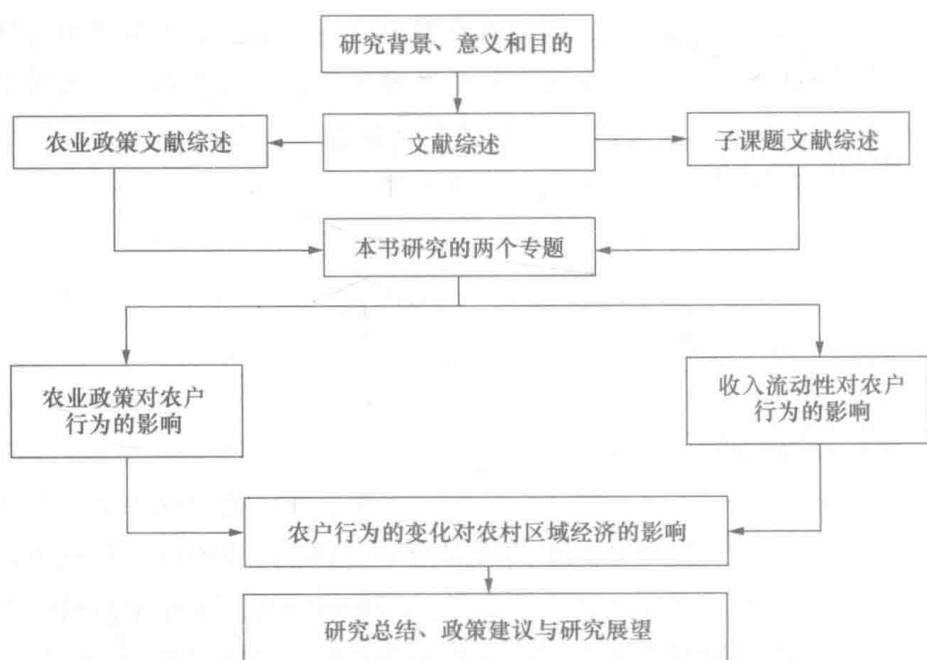 研究背景、意义和目的
农业政策文献综述
文献综述
子课题文献综述
本书研究的两个专题
农业政策对农户
行为的影响
收入流动性对农户
行为的影响
农户行为的变化对农村区域经济的影响
研究总结、政策建议与研究展望